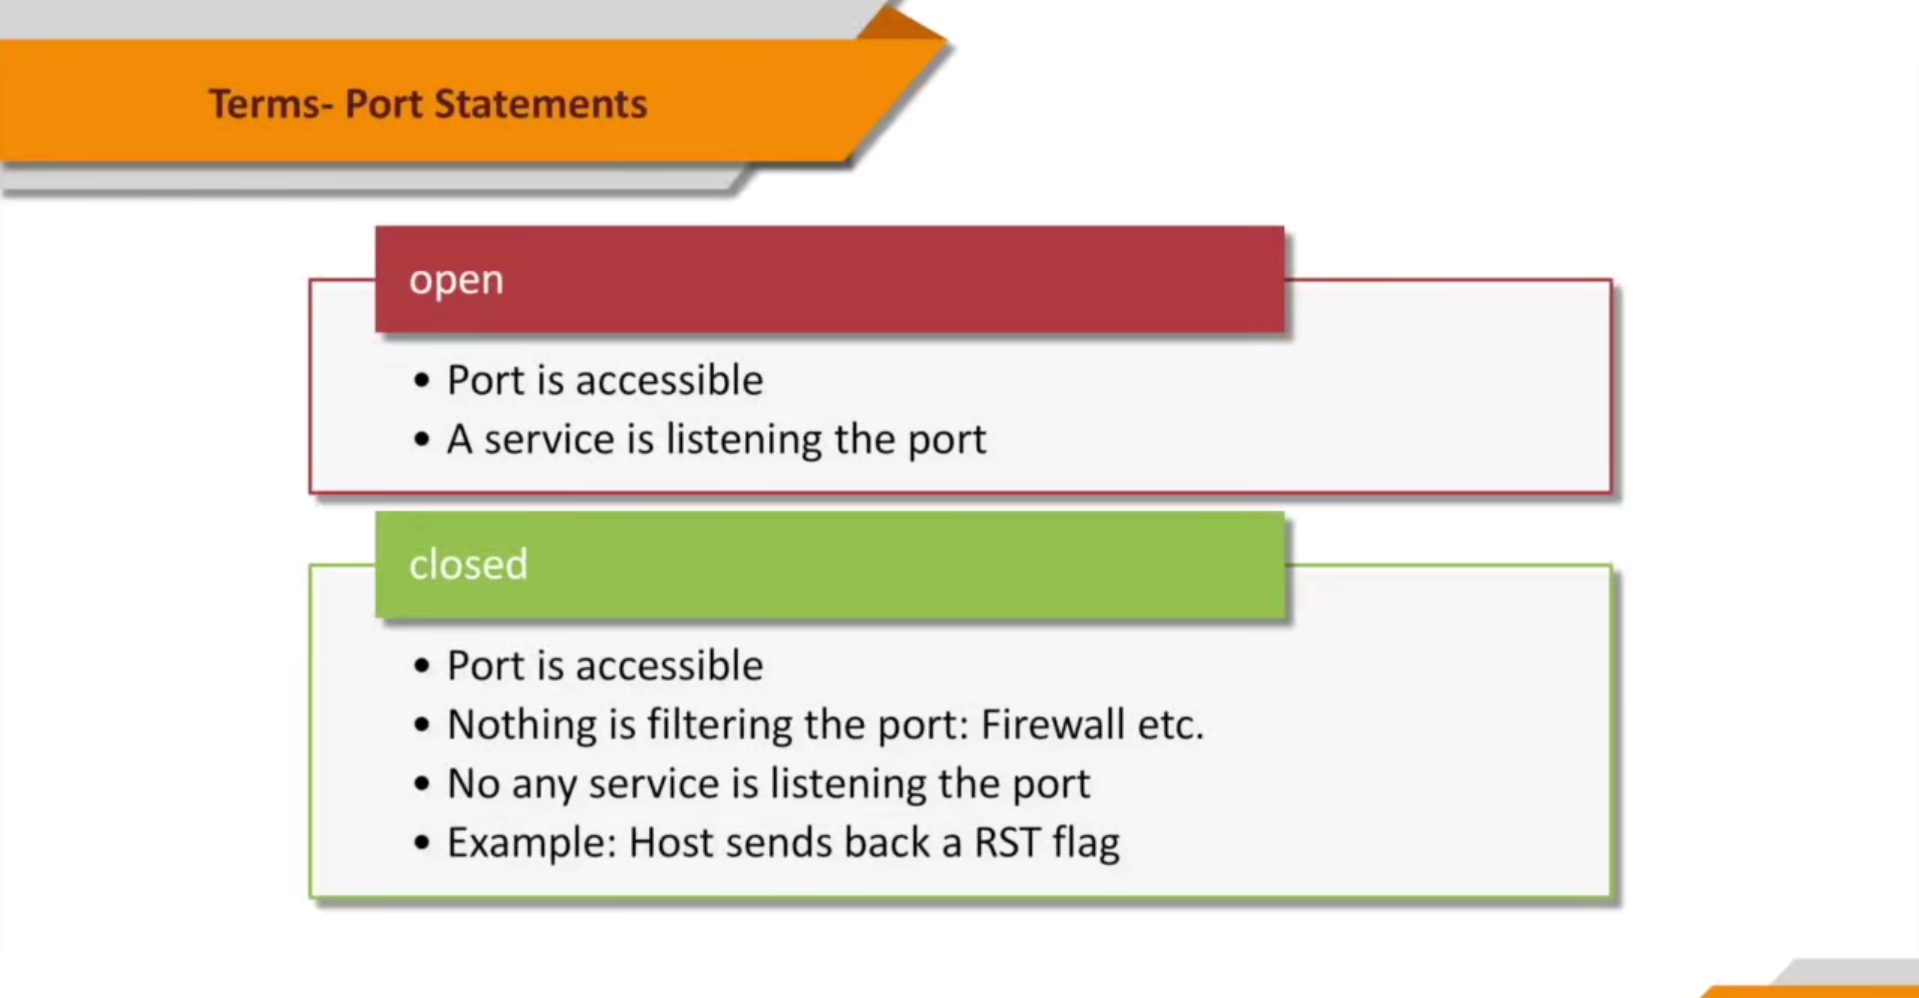 Terms- Port Statements
open
• Port is accessible
• A service is listening the port
closed
• Port is accessible
• Nothing is filtering the port: Firewall etc.
• No any service is listening the port
• Example: Host sends back a RST flag